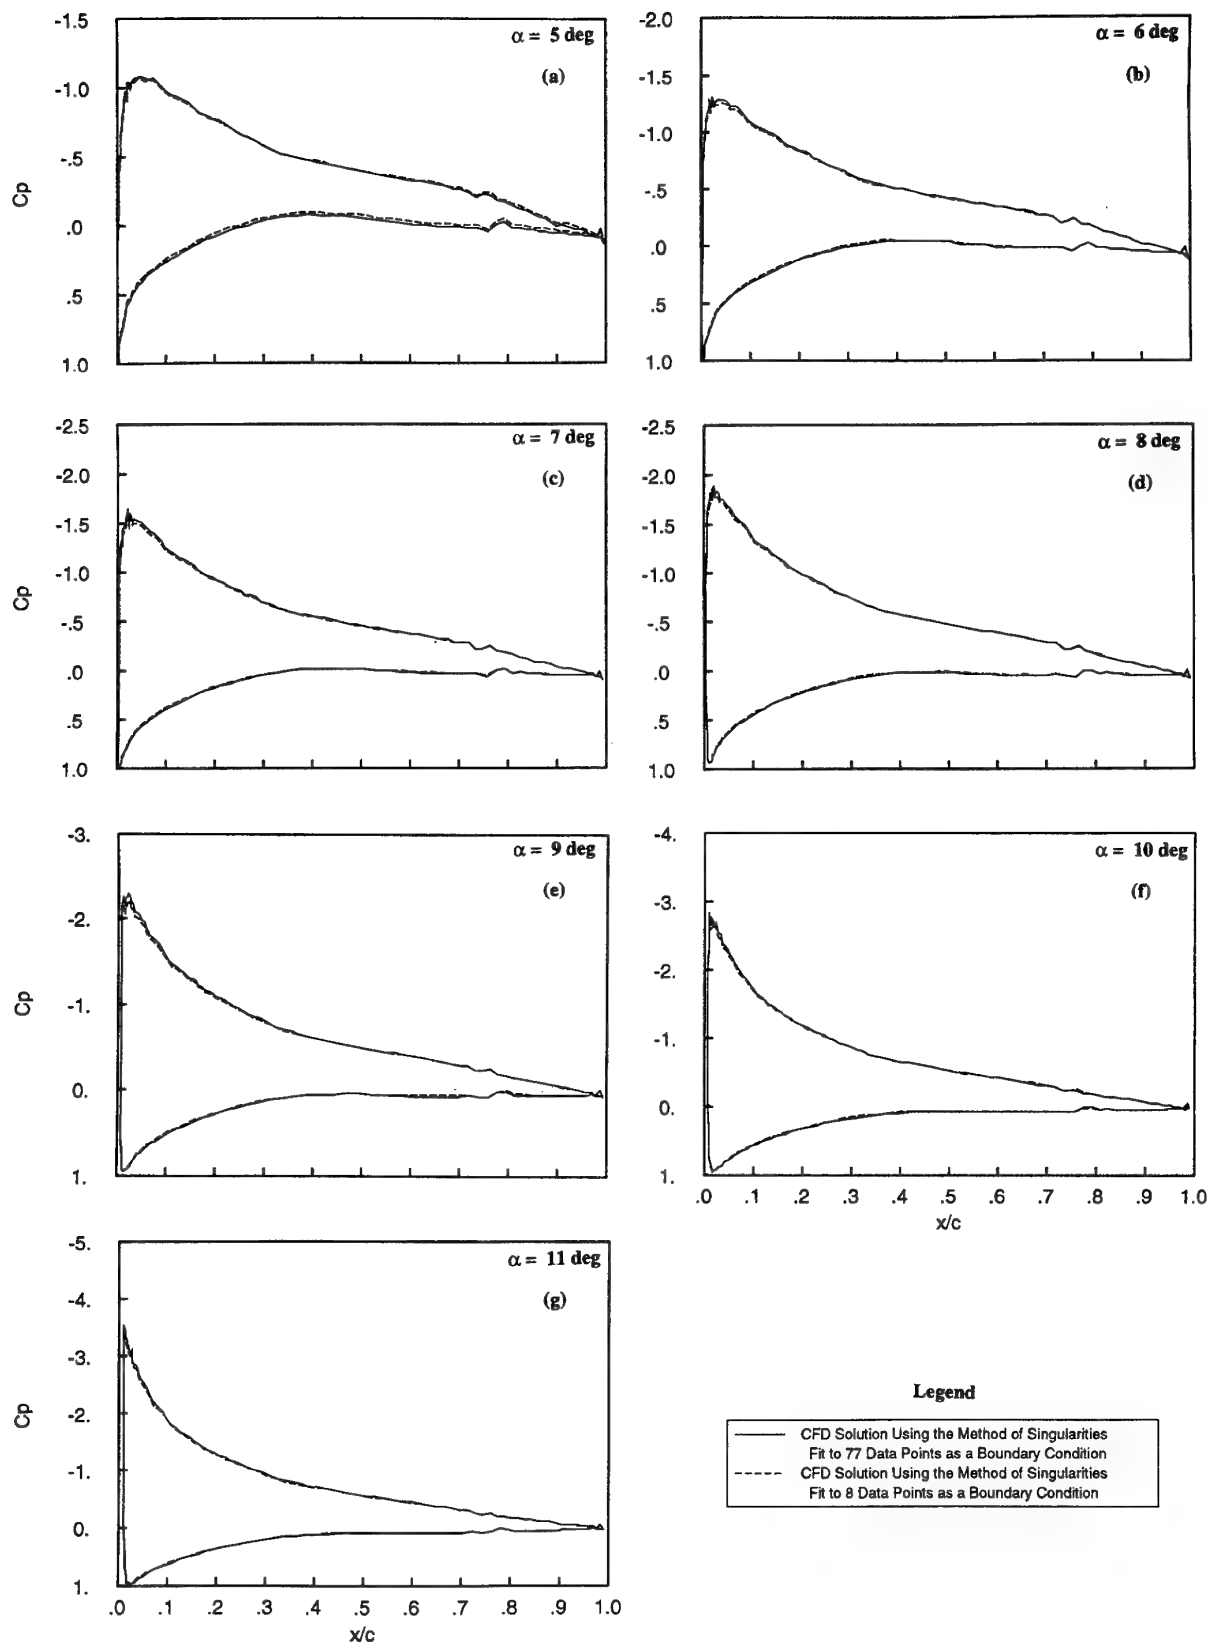 -1.5
-1.0
-.5
.0
.5
1.0
Cp
α = 5 deg
(a)
-2.0
-1.5
-1.0
-.5
.0
.5
1.0
α = 6 deg
(b)
-2.5
-2.0
-1.5
-1.0
-.5
.0
.5
1.0
Cp
α = 7 deg
(c)
-2.5
-2.0
-1.5
-1.0
-.5
.0
.5
1.0
α = 8 deg
(d)
-3.
-2.
-1.
0.
1.
Cp
α = 9 deg
(e)
-4.
-3.
-2.
-1.
0.
1.
α = 10 deg
(f)
.0 .1 .2 .3 .4 .5 .6 .7 .8 .9 1.0
x/c
-5.
-4.
-3.
-2.
-1.
0.
1.
Cp
α = 11 deg
(g)
.0 .1 .2 .3 .4 .5 .6 .7 .8 .9 1.0
x/c
Legend
CFD Solution Using the Method of Singularities
Fit to 77 Data Points as a Boundary Condition
CFD Solution Using the Method of Singularities
Fit to 8 Data Points as a Boundary Condition